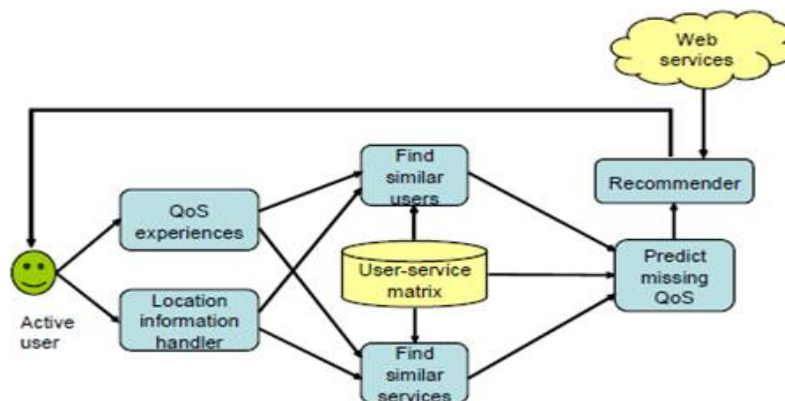 Web
services
Find
similar
users
Recommender
QoS
experiences
User-service
matrix
Predict
missing
QoS
Active
user
Location
information
handler
Find
similar
services